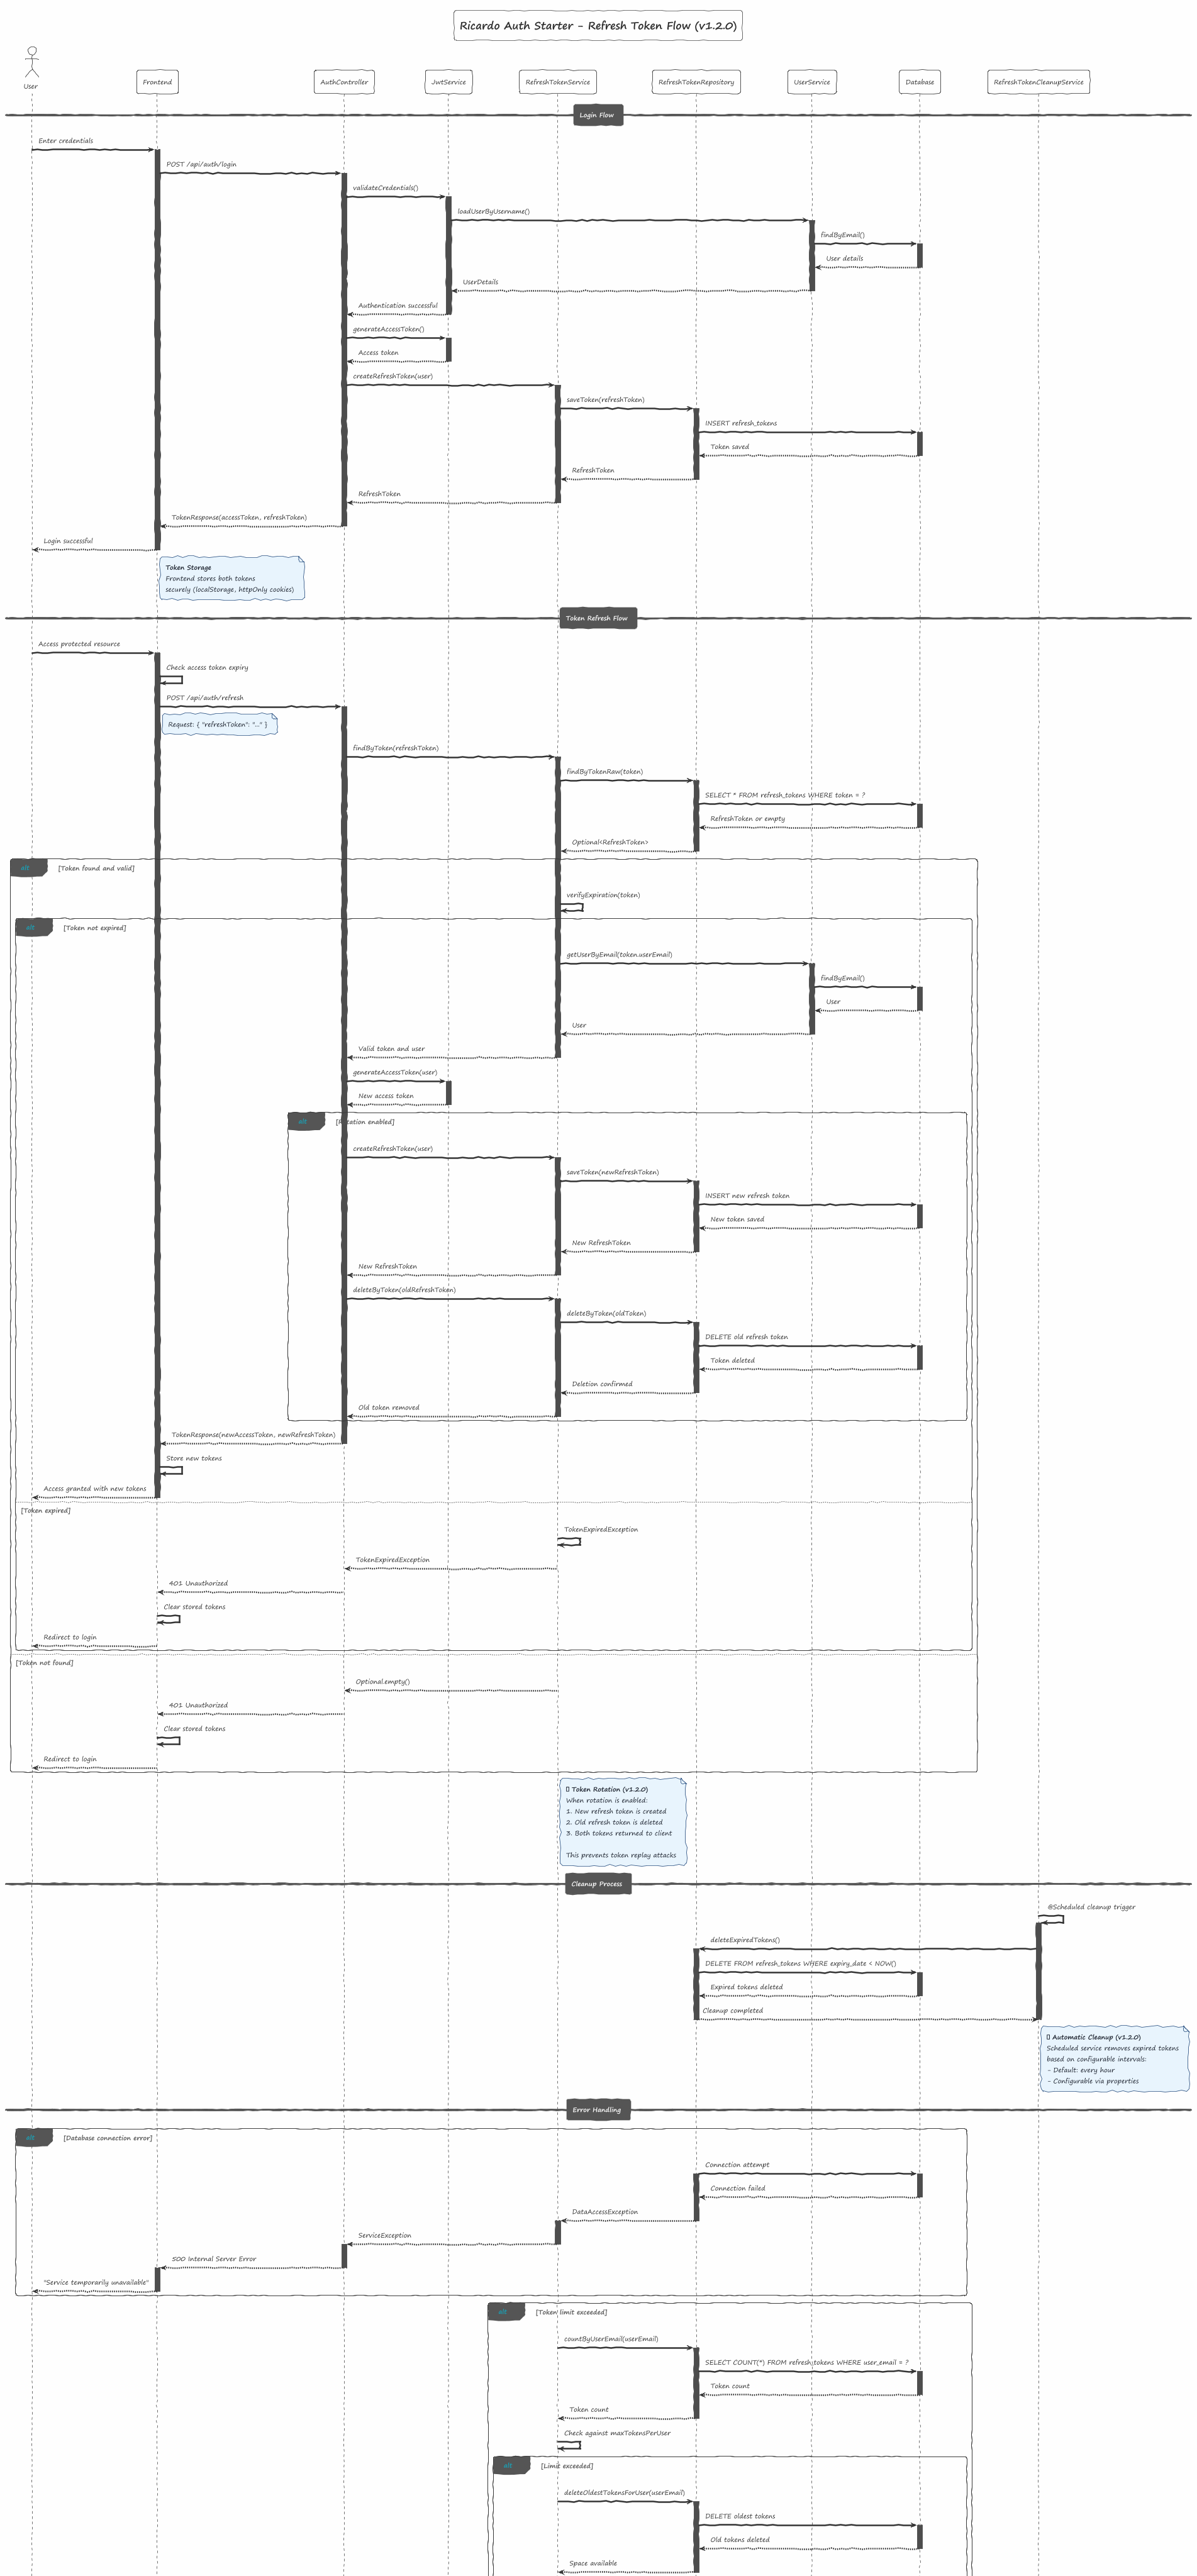 Ricardo Auth Starter - Refresh Token Flow (v1.2.0)
User
Frontend
AuthController
JwtService
RefreshTokenService
RefreshTokenRepository
UserService
Database
RefreshTokenCleanupService
Login Flow
Enter credentials
POST /api/auth/login
validateCredentials()
loadUserByUsername()
findByEmail()
User details
UserDetails
Authentication successful
generateAccessToken()
Access token
createRefreshToken(user)
saveToken(refreshToken)
INSERT refresh_tokens
Token saved
RefreshToken
RefreshToken
TokenResponse(accessToken, refreshToken)
Login successful
Token Storage
Frontend stores both tokens
securely (localStorage, httpOnly cookies)
Token Refresh Flow
Access protected resource
Check access token expiry
POST /api/auth/refresh
Request: { "refreshToken": "..." }
findByToken(refreshToken)
findByTokenRaw(token)
SELECT * FROM refresh_tokens WHERE token = ?
RefreshToken or empty
Optional<RefreshToken>
alt [Token found and valid]
verifyExpiration(token)
alt [Token not expired]
getUserByEmail(token.userEmail)
findByEmail()
User
User
Valid token and user
generateAccessToken(user)
New access token
alt [Rotation enabled]
createRefreshToken(user)
saveToken(newRefreshToken)
INSERT new refresh token
New token saved
New RefreshToken
New RefreshToken
deleteByToken(oldRefreshToken)
deleteByToken(oldToken)
DELETE old refresh token
Token deleted
Deletion confirmed
Old token removed
TokenResponse(newAccessToken, newRefreshToken)
Store new tokens
Access granted with new tokens
[Token expired]
TokenExpiredException
TokenExpiredException
401 Unauthorized
Clear stored tokens
Redirect to login
[Token not found]
Optional.empty()
401 Unauthorized
Clear stored tokens
Redirect to login
Token Rotation (v1.2.0)
When rotation is enabled:
1. New refresh token is created
2. Old refresh token is deleted
3. Both tokens returned to client
This prevents token replay attacks
Cleanup Process
@Scheduled cleanup trigger
deleteExpiredTokens()
DELETE FROM refresh_tokens WHERE expiry_date < NOW()
Expired tokens deleted
Cleanup completed
Automatic Cleanup (v1.2.0)
Scheduled service removes expired tokens
based on configurable intervals:
- Default: every hour
- Configurable via properties
Error Handling
alt [Database connection error]
Connection attempt
Connection failed
DataAccessException
ServiceException
500 Internal Server Error
"Service temporarily unavailable"
alt [Token limit exceeded]
countByUserEmail(userEmail)
SELECT COUNT(*) FROM refresh_tokens WHERE user_email = ?
Token count
Token count
Check against maxTokensPerUser
alt [Limit exceeded]
deleteOldestTokensForUser(userEmail)
DELETE oldest tokens
Old tokens deleted
Space available